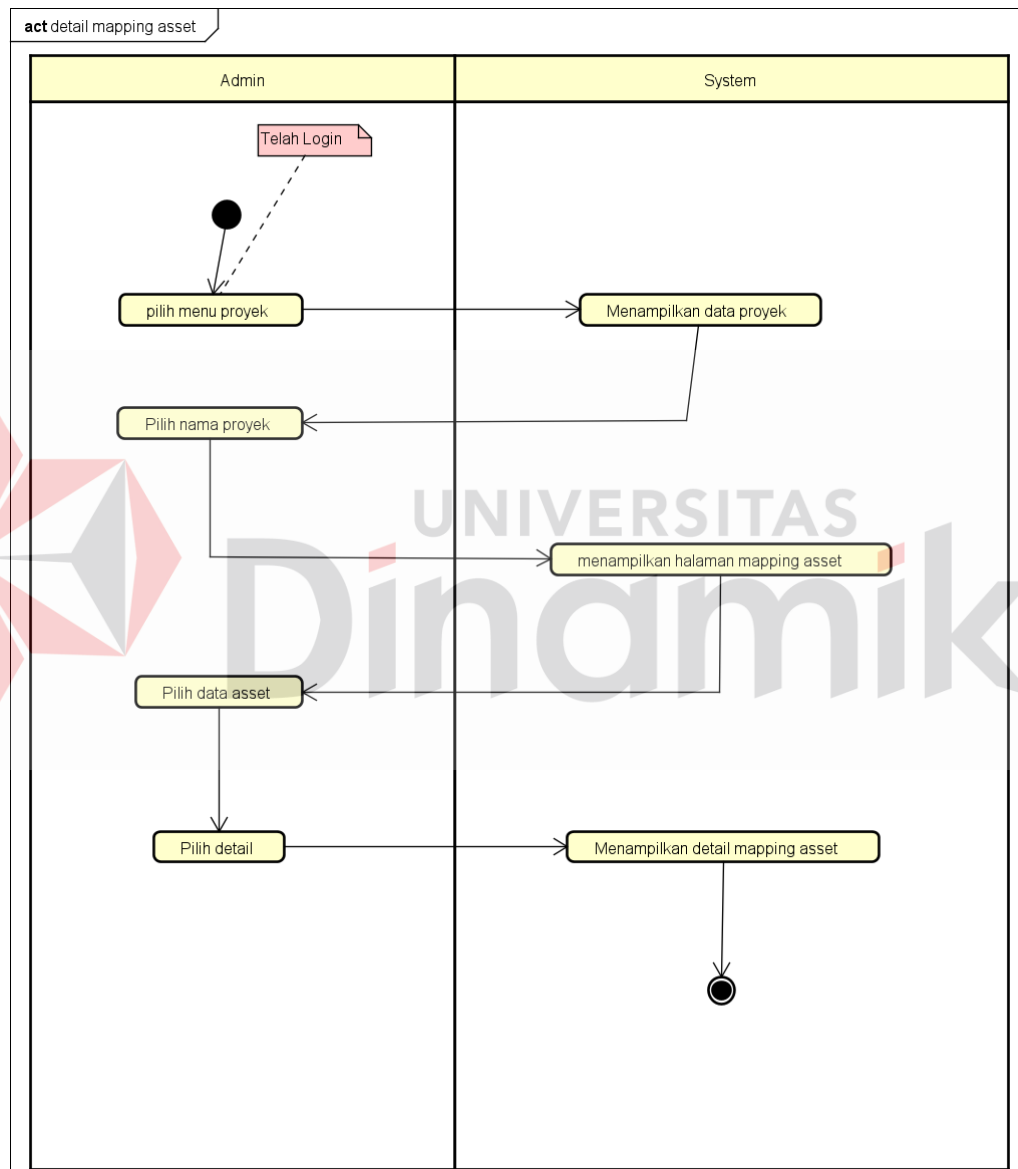 act detail mapping asset
Admin
System
Telah Login
pilih menu proyek
Menampilkan data proyek
Pilih nama proyek
UNIVERSITAS
Dinamik
menampilkan halaman mapping asset
Pilih data asset
Pilih detail
Menampilkan detail mapping asset